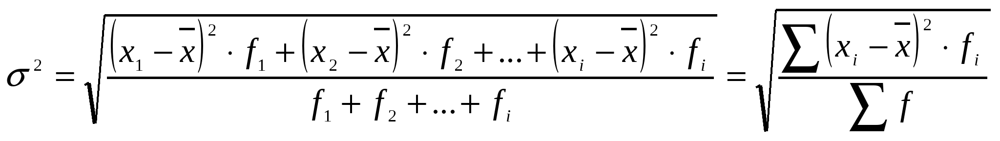 σ² = √((x₁ − x̅)² · f₁ + (x₂ − x̅)² · f₂ + ... + (xᵢ − x̅)² · fᵢ / f₁ + f₂ + ... + fᵢ) = √(∑(xᵢ − x̅)² · fᵢ / ∑ f)